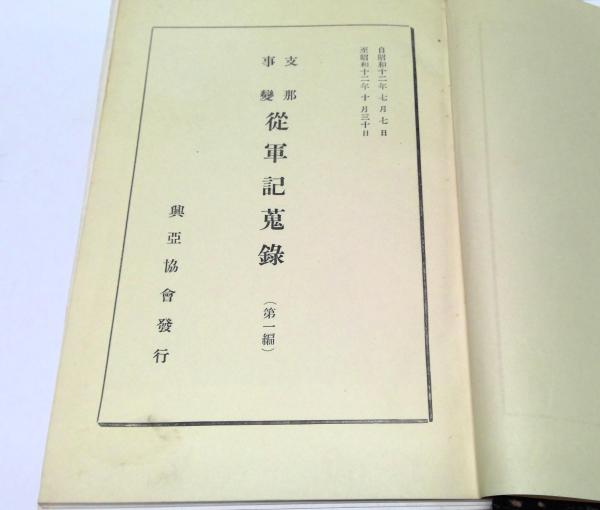 自昭和十二年七月七日
至昭和十二年十月三十日
支那
事變
從軍記蒐錄
(第一編)
興亞協會發行